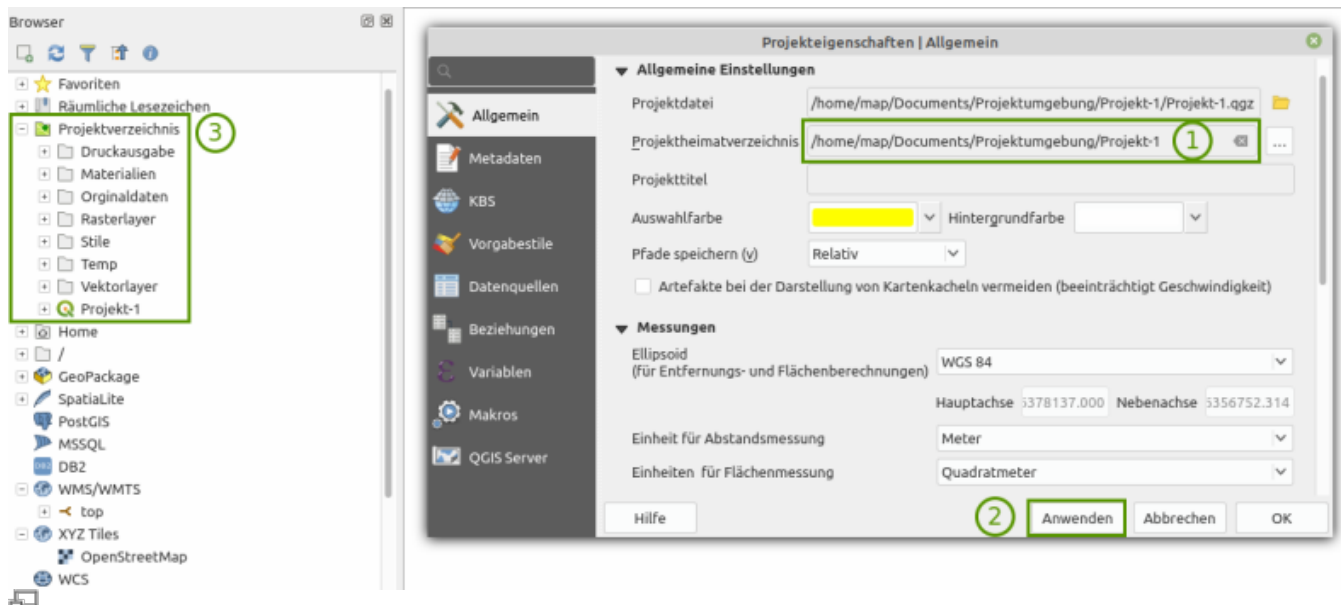 Browser
Favoriten
Räumliche Lesezeichen
Projektverzeichnis
3
Druckausgabe
Materialien
Orginaldaten
Rasterlayer
Stile
Temp
Vektorlayer
Projekt-1
Home
/
GeoPackage
SpatiaLite
PostGIS
MSSQL
DB2
DB2
WMS/WMTS
top
XYZ Tiles
OpenStreetMap
WCS
Projekteigenschaften | Allgemein
Allgemein
Metadaten
KBS
Vorgabestile
Datenquellen
Beziehungen
Variablen
Makros
QGIS Server
Allgemeine Einstellungen
Projektdatei /home/map/Documents/Projektumgebung/Projekt-1/Projekt-1.qgz
Projektheimatverzeichnis /home/map/Documents/Projektumgebung/Projekt-1 1 ...
Projekttitel
Auswahlfarbe Hintergrundfarbe
Pfade speichern (v) Relativ
Artefakte bei der Darstellung von Kartenkacheln vermeiden (beeinträchtigt Geschwindigkeit)
Messungen
Ellipsoid
(für Entfernungs- und Flächenberechnungen) WGS 84
Hauptachse 5378137.000 Nebenachse 5356752.314
Einheit für Abstandsmessung Meter
Einheiten für Flächenmessung Quadratmeter
Hilfe 2 Anwenden Abbrechen OK